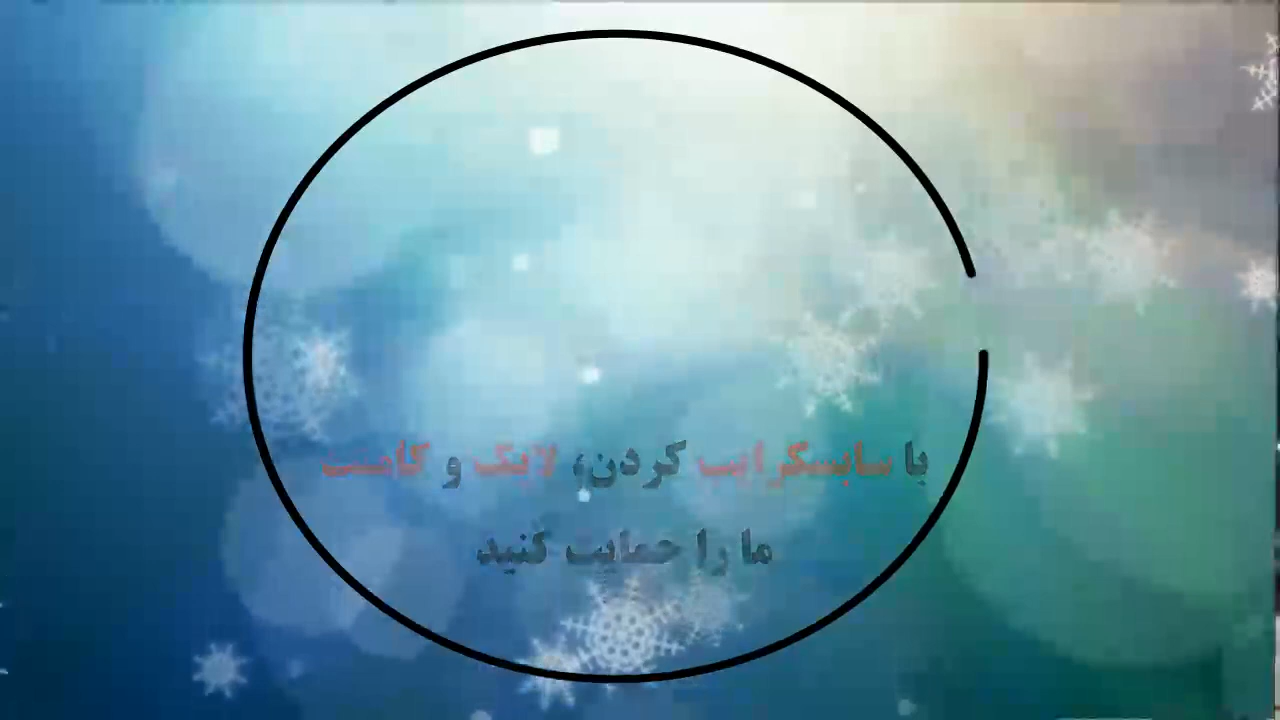 با سابسکرایب کردن، لایک و کامنت
ما را حمایت کنید